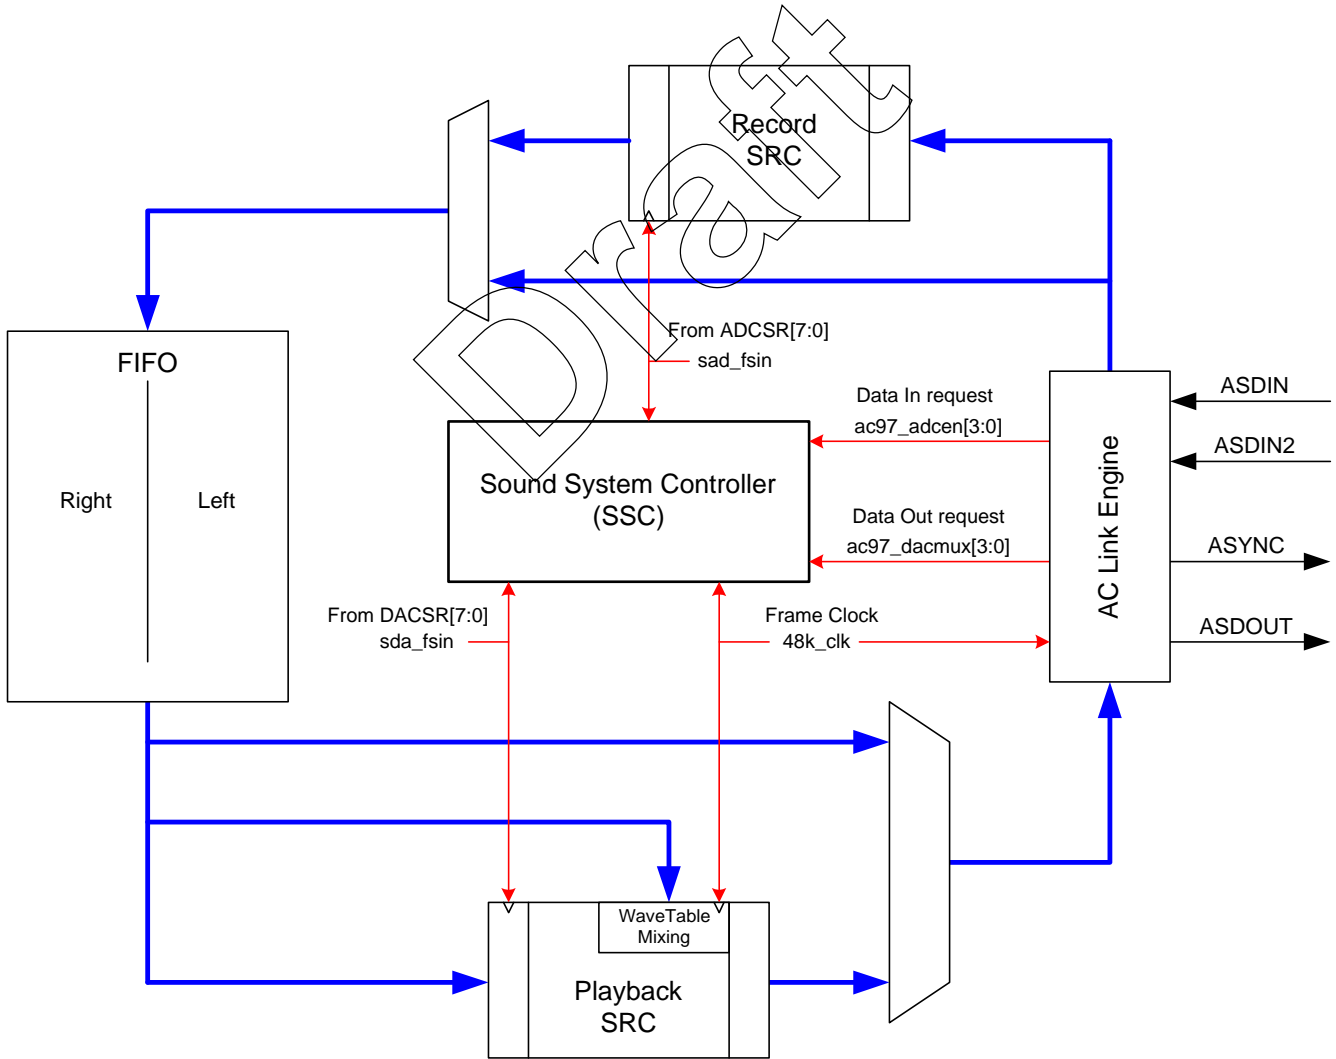 Draft
Record
SRC
From ADCSR[7:0]
sad_fsin
FIFO
Right
Left
Data In request
ac97_adcen[3:0]
ASDIN
ASDIN2
Sound System Controller
(SSC)
AC Link Engine
Data Out request
ac97_dacmux[3:0]
ASYNC
ASDOUT
From DACSR[7:0]
sda_fsin
Frame Clock
48k_clk
WaveTable
Mixing
Playback
SRC